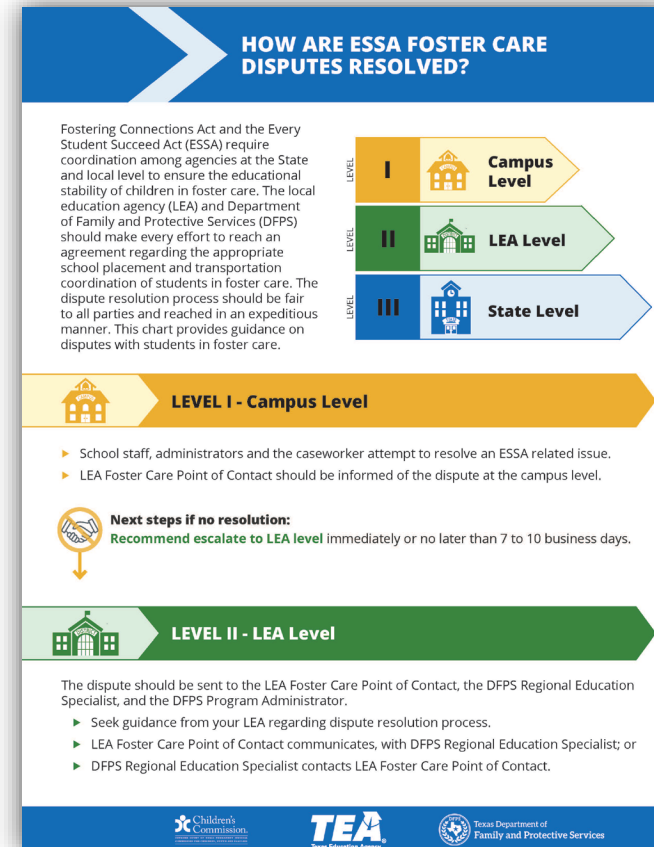 HOW ARE ESSA FOSTER CARE
DISPUTES RESOLVED?
Fostering Connections Act and the Every
Student Succeed Act (ESSA) require
coordination among agencies at the State
and local level to ensure the educational
stability of children in foster care. The local
education agency (LEA) and Department
of Family and Protective Services (DFPS)
should make every effort to reach an
agreement regarding the appropriate
school placement and transportation
coordination of students in foster care. The
dispute resolution process should be fair
to all parties and reached in an expeditious
manner. This chart provides guidance on
disputes with students in foster care.
LEVEL
I
Campus
Level
LEVEL
II
LEA Level
LEVEL
III
State Level
LEVEL I - Campus Level
School staff, administrators and the caseworker attempt to resolve an ESSA related issue.
LEA Foster Care Point of Contact should be informed of the dispute at the campus level.
Next steps if no resolution:
Recommend escalate to LEA level immediately or no later than 7 to 10 business days.
DISTRICT
LEVEL II - LEA Level
The dispute should be sent to the LEA Foster Care Point of Contact, the DFPS Regional Education
Specialist, and the DFPS Program Administrator.
Seek guidance from your LEA regarding dispute resolution process.
LEA Foster Care Point of Contact communicates, with DFPS Regional Education Specialist; or
DFPS Regional Education Specialist contacts LEA Foster Care Point of Contact.
Children's
Commission.
TEA
Texas Education Agency
DFPS
Texas Department of
Family and Protective Services